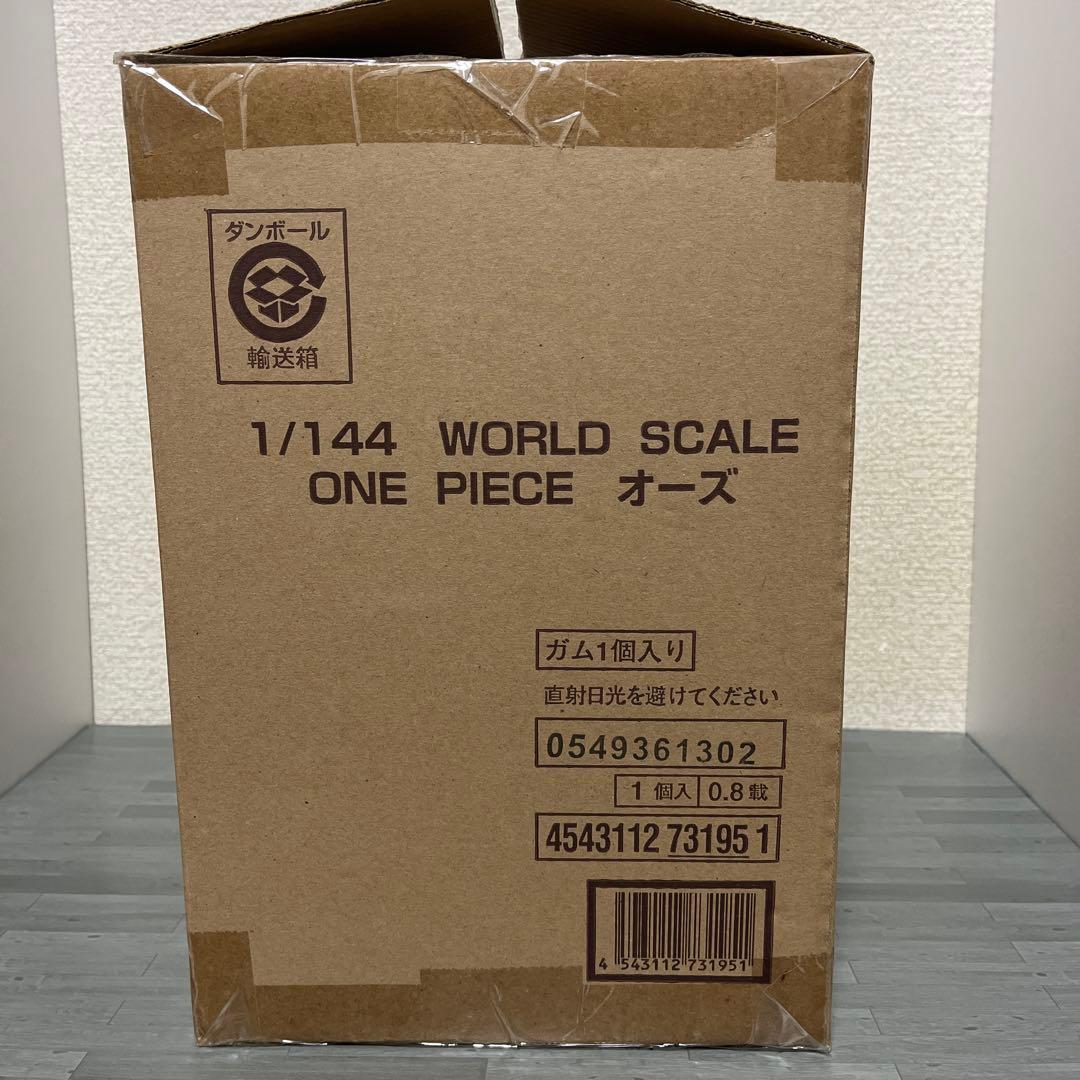 ダンボール
輸送箱
1/144 WORLD SCALE
ONE PIECE オーズ
ガム1個入り
直射日光を避けてください
0549361302
1個入 0.8載
4543112 73195 1
4 543112 731951